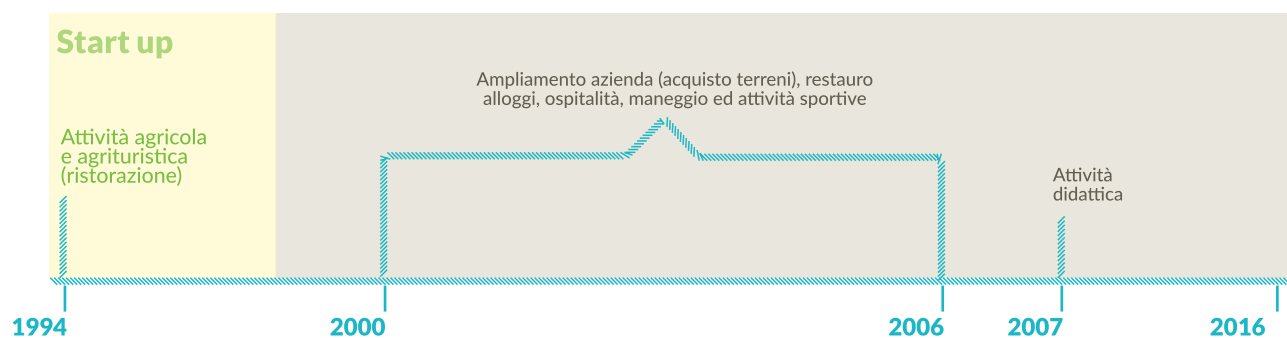 Start up
Ampliamento azienda (acquisto terreni), restauro
alloggi, ospitalità, maneggio ed attività sportive
Attività agricola
e agrituristica
(ristorazione)
Attività
didattica
1994
2000
2006
2007
2016